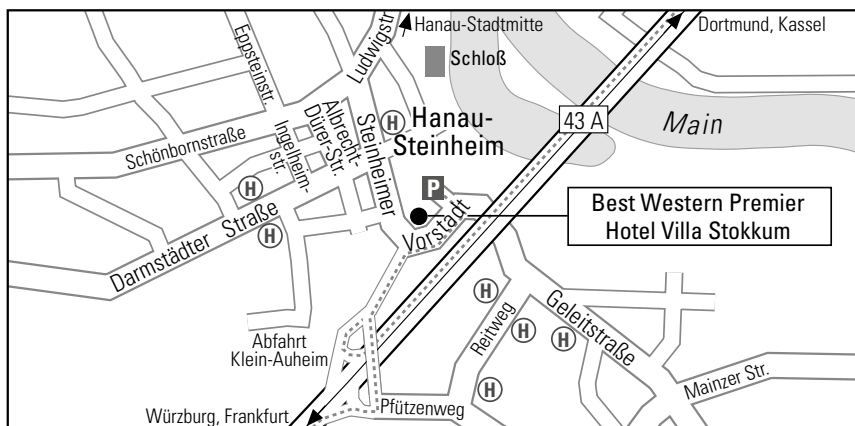 Hanau-Stadtmitte
Dortmund, Kassel
Schloß
Ludwigstr.
Eppsteinstr.
43 A
Main
Hanau-
Steinheim
H
Schönbornstraße
Ingelheim-
str.
Albrecht-
Dürer-Str.
Steinheimer
Vorstadt
P
H
H
Darmstädter Straße
Best Western Premier
Hotel Villa Stokkum
H
H
H
H
Reitweg
Geleitstraße
Abfahrt
Klein-Auheim
Mainzer Str.
Pfützenweg
Würzburg, Frankfurt